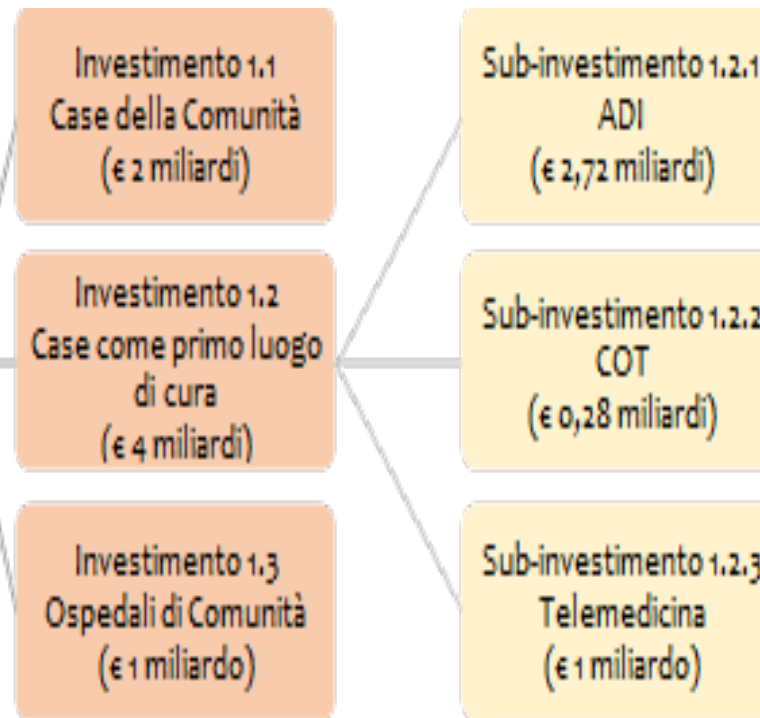 Investimento 1.1
Case della Comunità
(€ 2 miliardi)
Investimento 1.2
Case come primo luogo
di cura
(€ 4 miliardi)
Investimento 1.3
Ospedali di Comunità
(€ 1 miliardo)
Sub-investimento 1.2.1
ADI
(€ 2,72 miliardi)
Sub-investimento 1.2.2
COT
(€ 0,28 miliardi)
Sub-investimento 1.2.3
Telemedicina
(€ 1 miliardo)